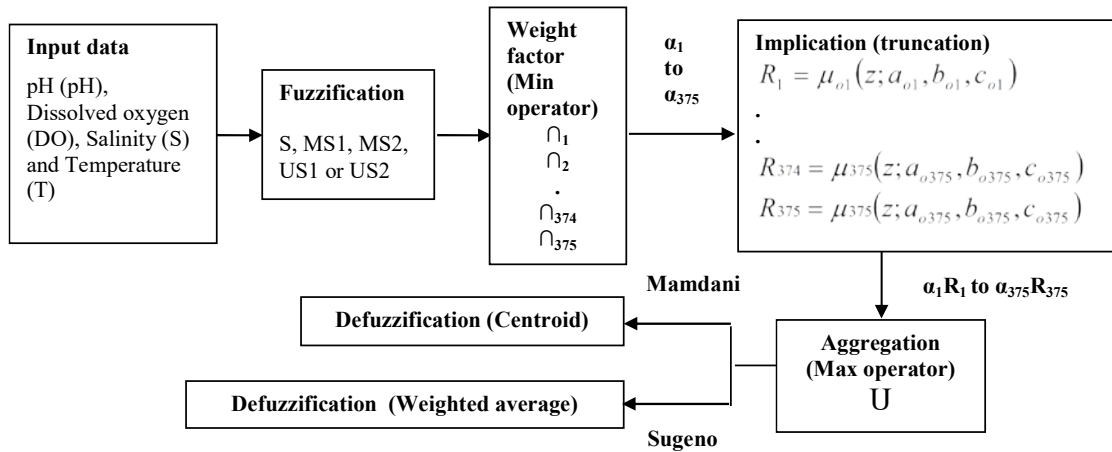 Input data
pH (pH),
Dissolved oxygen
(DO), Salinity (S)
and Temperature
(T)
Fuzzification
S, MS1, MS2,
US1 or US2
Weight
factor
(Min
operator)
∩1
∩2
.
∩374
∩375
α1
to
α375
Implication (truncation)
R1 = μo1(z; ao1, bo1, co1)
.
.
R374 = μ375(z; ao375, bo375, co375)
R375 = μ375(z; ao375, bo375, co375)
α1R1 to α375R375
Aggregation
(Max operator)
U
Mamdani
Defuzzification (Centroid)
Defuzzification (Weighted average)
Sugeno